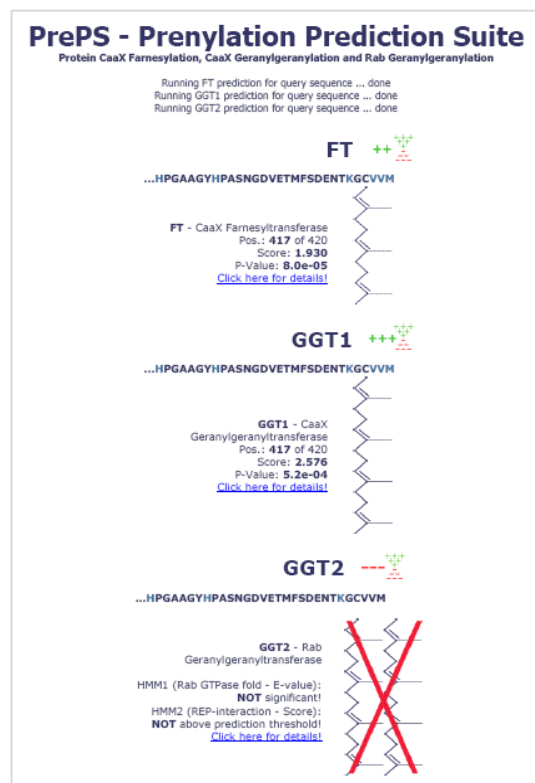 PrePS - Prenylation Prediction Suite
Protein CaaX Farnesylation, CaaX Geranylgeranylation and Rab Geranylgeranylation
Running FT prediction for query sequence ... done
Running GGT1 prediction for query sequence ... done
Running GGT2 prediction for query sequence ... done
FT ++
...HPGAAGYHPASNGDVETMFSDENTKGCVVM
FT - CaaX Farnesyltransferase
Pos.: 417 of 420
Score: 1.930
P-Value: 8.0e-05
Click here for details!
GGT1 +++
...HPGAAGYHPASNGDVETMFSDENTKGCVVM
GGT1 - CaaX
Geranylgeranyltransferase
Pos.: 417 of 420
Score: 2.576
P-Value: 5.2e-04
Click here for details!
GGT2 ---
...HPGAAGYHPASNGDVETMFSDENTKGCVVM
GGT2 - Rab
Geranylgeranyltransferase
HMM1 (Rab GTPase fold - E-value):
NOT significant!
HMM2 (REP-interaction - Score):
NOT above prediction threshold!
Click here for details!